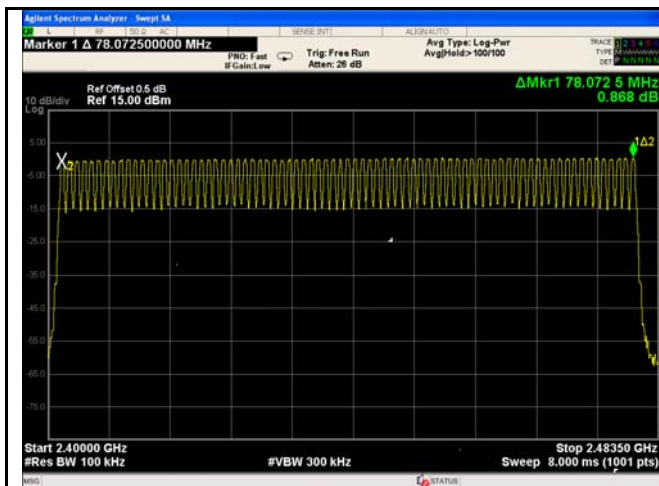 Agilent Spectrum Analyzer - Swept SA
L RF 50 Ω AC SENSE:INT ALIGN AUTO
Marker 1 Δ 78.072500000 MHz
PNO: Fast
IFGain:Low
Trig: Free Run
Atten: 26 dB
Avg Type: Log-Pwr
Avg|Hold:>100/100
TRACE 1 2 3 4 5 6
TYPE M
DET P N N N N N
ΔMkr1 78.072 5 MHz
0.868 dB
Ref Offset 0.5 dB
Ref 15.00 dBm
10 dB/div
Log
5.00
-5.00
-15.0
-25.0
-35.0
-45.0
-55.0
-65.0
-75.0
X2
1Δ2
Start 2.40000 GHz
#Res BW 100 kHz
#VBW 300 kHz
Stop 2.48350 GHz
Sweep 8.000 ms (1001 pts)
MSG
STATUS